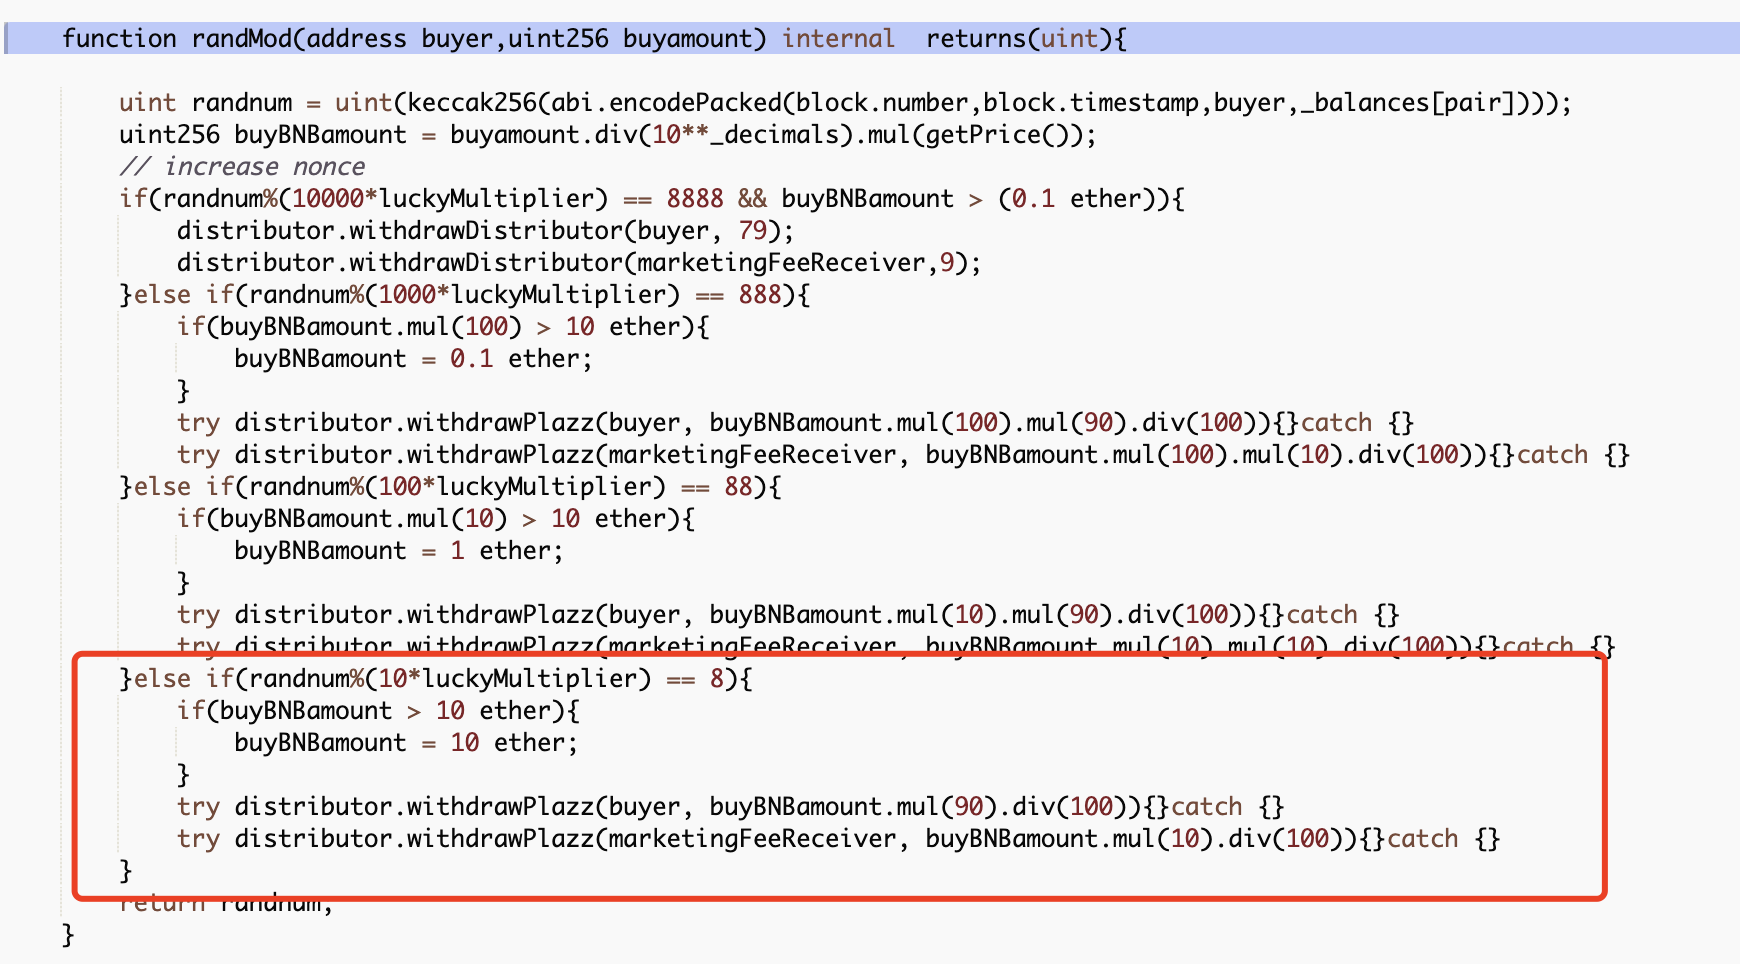 function randMod(address buyer,uint256 buyamount) internal  returns(uint){
uint randnum = uint(keccak256(abi.encodePacked(block.number,block.timestamp,buyer,_balances[pair])));
uint256 buyBNBamount = buyamount.div(10**_decimals).mul(getPrice());
// increase nonce
if(randnum%(10000*luckyMultiplier) == 8888 && buyBNBamount > (0.1 ether)){
distributor.withdrawDistributor(buyer, 79);
distributor.withdrawDistributor(marketingFeeReceiver,9);
}else if(randnum%(1000*luckyMultiplier) == 888){
if(buyBNBamount.mul(100) > 10 ether){
buyBNBamount = 0.1 ether;
}
try distributor.withdrawPlazz(buyer, buyBNBamount.mul(100).mul(90).div(100)){}catch {}
try distributor.withdrawPlazz(marketingFeeReceiver, buyBNBamount.mul(100).mul(10).div(100)){}catch {}
}else if(randnum%(100*luckyMultiplier) == 88){
if(buyBNBamount.mul(10) > 10 ether){
buyBNBamount = 1 ether;
}
try distributor.withdrawPlazz(buyer, buyBNBamount.mul(10).mul(90).div(100)){}catch {}
try distributor.withdrawPlazz(marketingFeeReceiver, buyBNBamount.mul(10).mul(10).div(100)){}catch {}
}else if(randnum%(10*luckyMultiplier) == 8){
if(buyBNBamount > 10 ether){
buyBNBamount = 10 ether;
}
try distributor.withdrawPlazz(buyer, buyBNBamount.mul(90).div(100)){}catch {}
try distributor.withdrawPlazz(marketingFeeReceiver, buyBNBamount.mul(10).div(100)){}catch {}
}
return randnum;
}